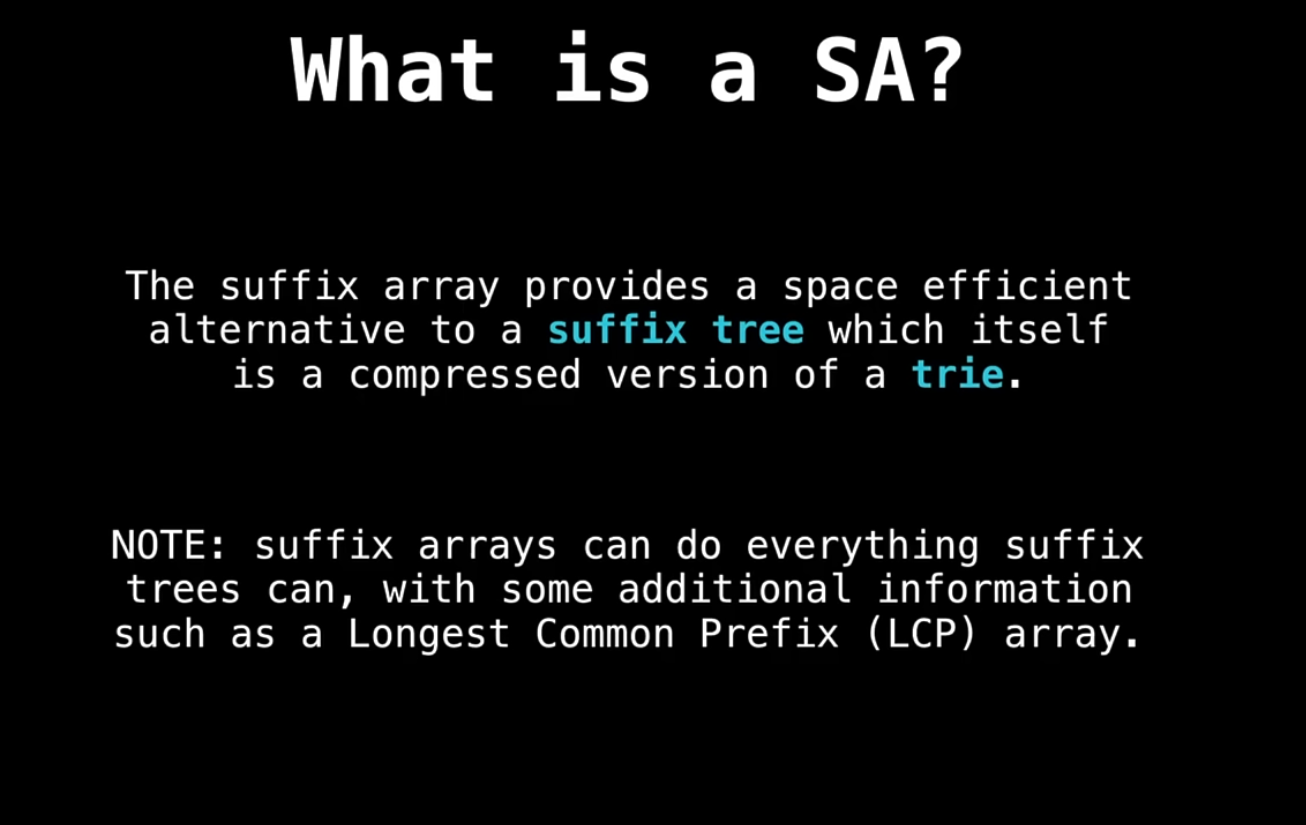 What is a SA?
The suffix array provides a space efficient
alternative to a suffix tree which itself
is a compressed version of a trie.
NOTE: suffix arrays can do everything suffix
trees can, with some additional information
such as a Longest Common Prefix (LCP) array.